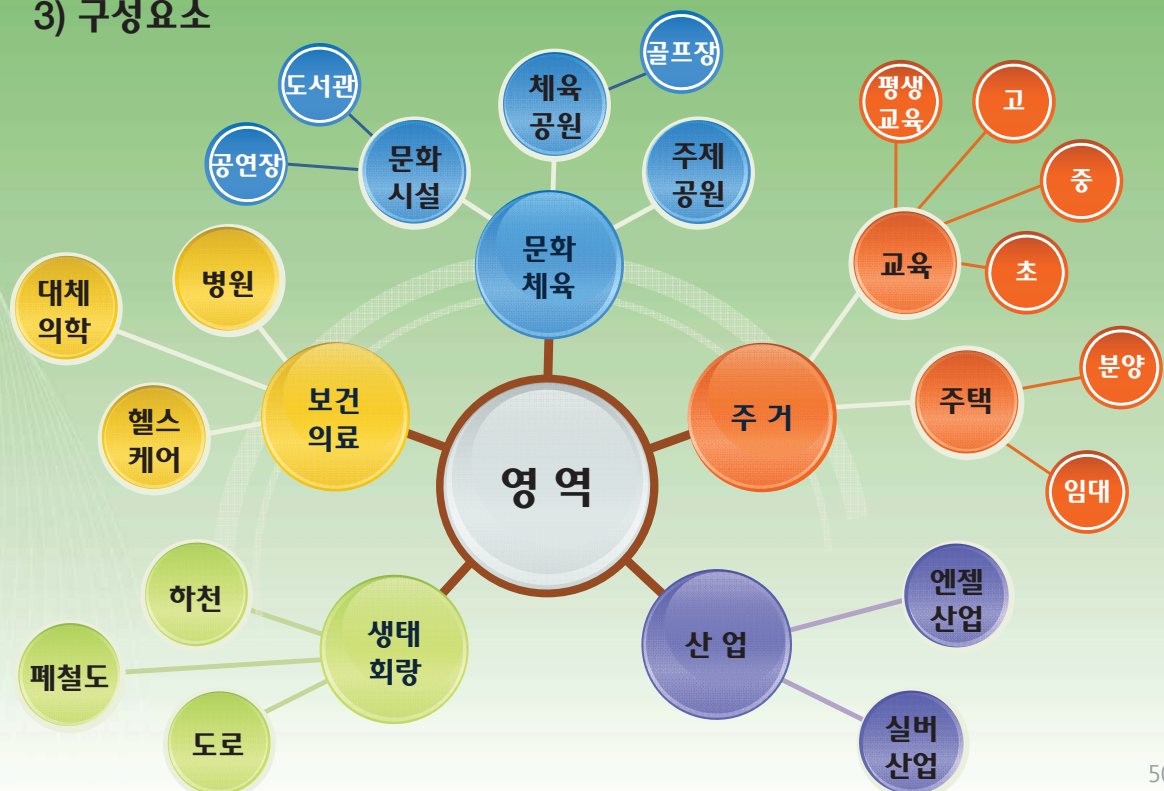 3) 구성요소
골프장
도서관
체육
공원
평생
교육
고
공연장
문화
시설
주제
공원
중
문화
체육
교육
초
병원
대체
의학
보건
의료
주 거
주택
분양
헬스
케어
영 역
임대
하천
생태
회랑
산 업
엔젤
산업
폐철도
도로
실버
산업